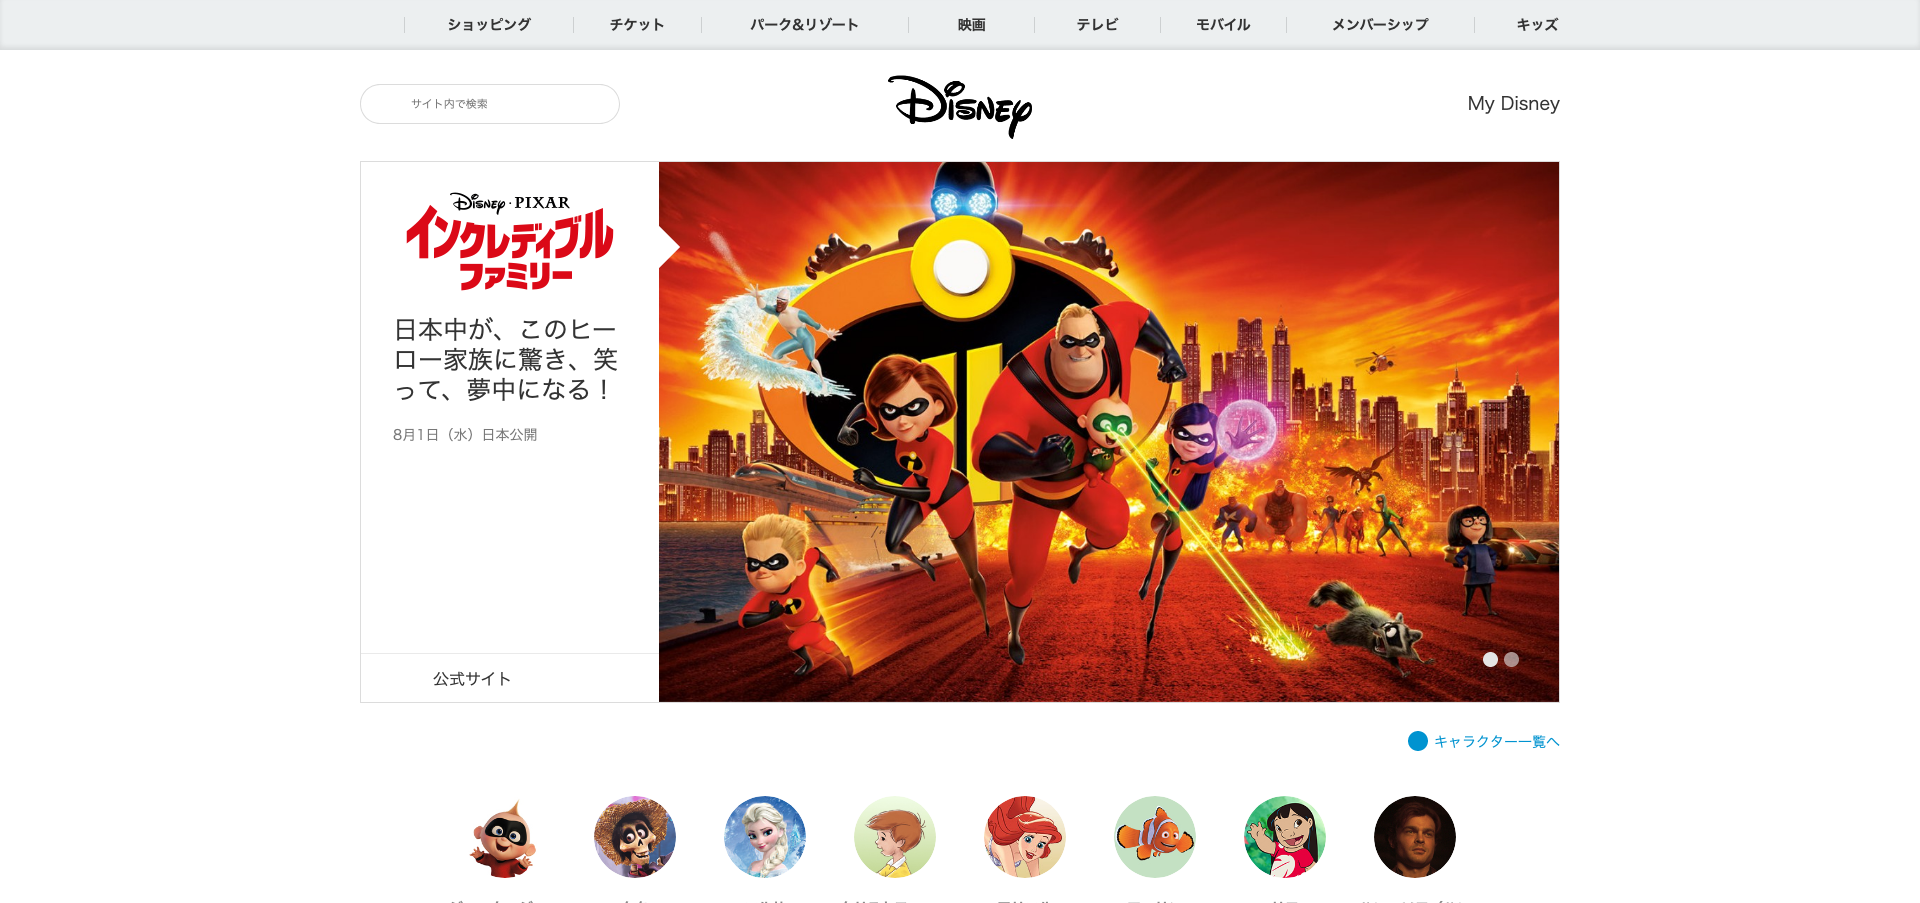 ショッピング
チケット
パーク&リゾート
映画
テレビ
モバイル
メンバーシップ
キッズ
サイト内で検索
Disney
My Disney
Disney・PIXAR
インクレディブル
ファミリー
日本中が、このヒー
ロー家族に驚き、笑
って、夢中になる！
8月1日（水）日本公開
公式サイト
キャラクター一覧へ